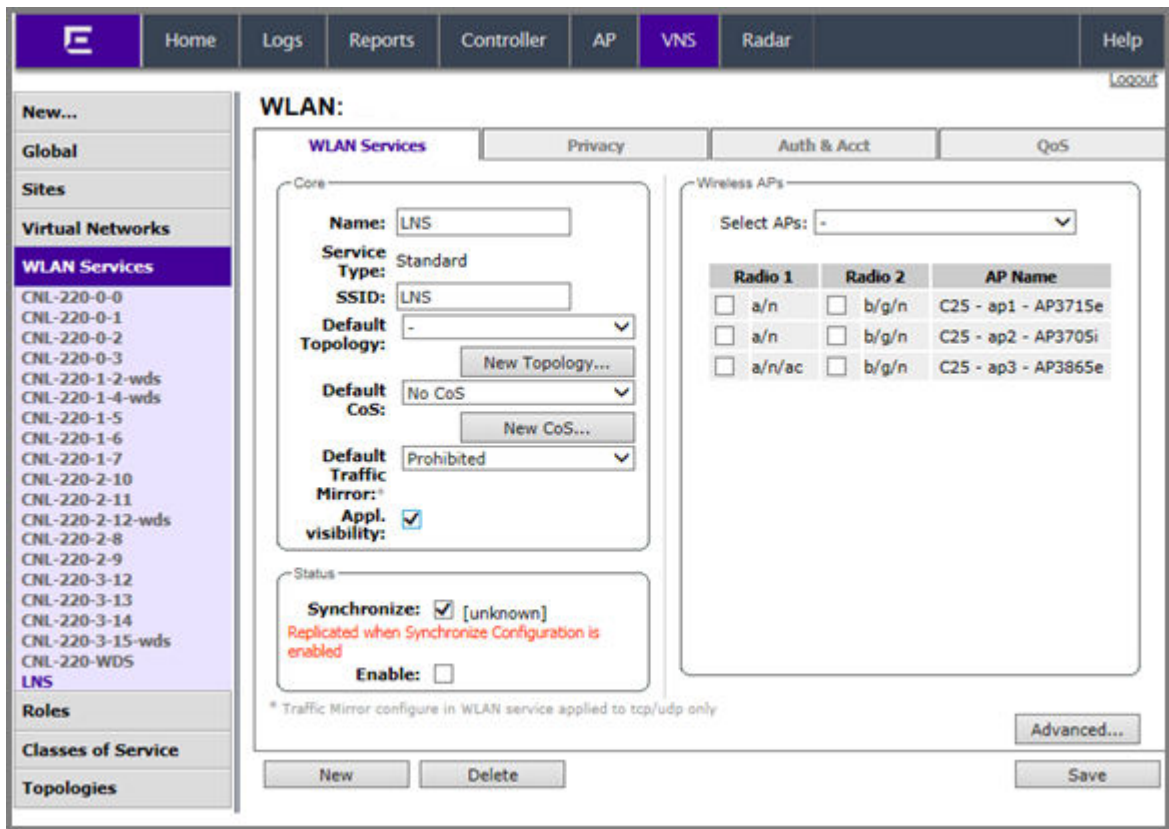 Home Logs Reports Controller AP VNS Radar Help
Logout
New...
Global
Sites
Virtual Networks
WLAN Services
CNL-220-0-0
CNL-220-0-1
CNL-220-0-2
CNL-220-0-3
CNL-220-1-2-wds
CNL-220-1-4-wds
CNL-220-1-5
CNL-220-1-6
CNL-220-1-7
CNL-220-2-10
CNL-220-2-11
CNL-220-2-12-wds
CNL-220-2-8
CNL-220-2-9
CNL-220-3-12
CNL-220-3-13
CNL-220-3-14
CNL-220-3-15-wds
CNL-220-WDS
LNS
Roles
Classes of Service
Topologies
WLAN:
WLAN Services Privacy Auth & Acct QoS
Core
Name: LNS
Service
Type: Standard
SSID: LNS
Default
Topology: -
New Topology...
Default
CoS: No CoS
New CoS...
Default
Traffic
Mirror:* Prohibited
Appl.
visibility:
Status
Synchronize: [unknown]
Replicated when Synchronize Configuration is
enabled
Enable:
* Traffic Mirror configure in WLAN service applied to tcp/udp only
Wireless APs
Select APs: -
Radio 1 Radio 2 AP Name
a/n b/g/n C25 - ap1 - AP3715e
a/n b/g/n C25 - ap2 - AP3705i
a/n/ac b/g/n C25 - ap3 - AP3865e
Advanced...
New Delete Save